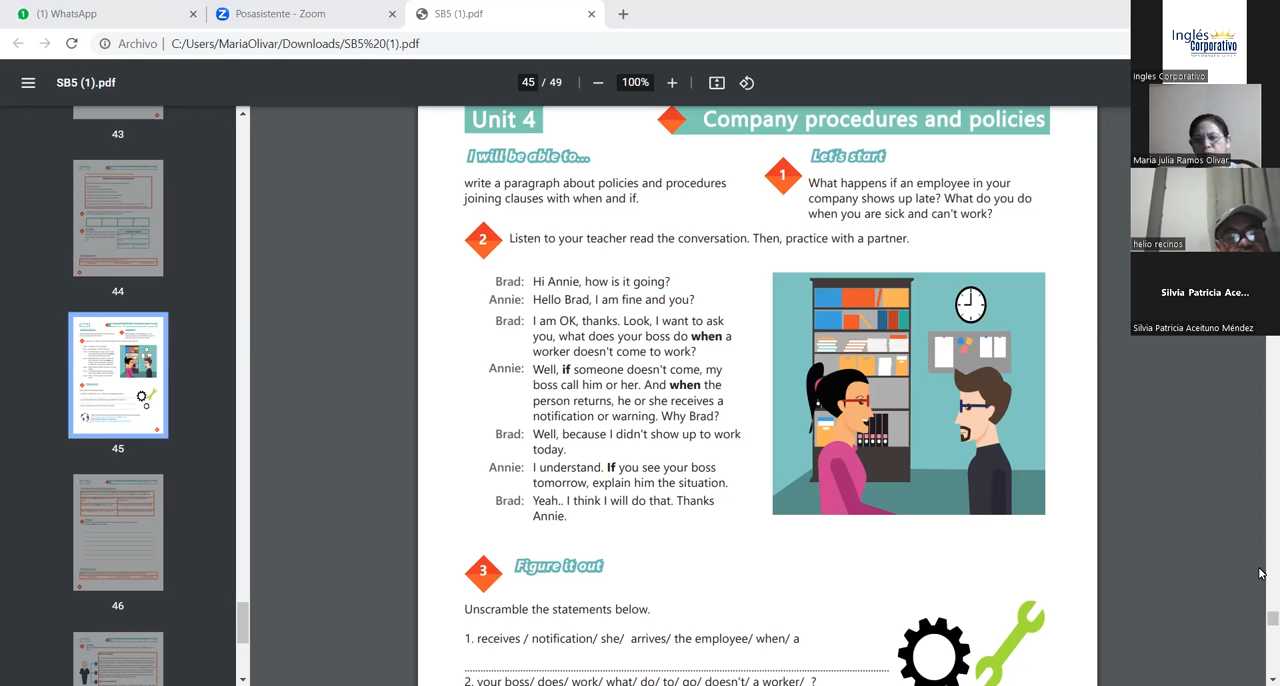 (1) WhatsApp
Posasistente - Zoom
SB5 (1).pdf
Archivo
C:/Users/MariaOlivar/Downloads/SB5%20(1).pdf
SB5 (1).pdf
45 / 49
100%
43
44
45
46
Unit 4
Company procedures and policies
I will be able to...
write a paragraph about policies and procedures
joining clauses with when and if.
1
Let's start
What happens if an employee in your
company shows up late? What do you do
when you are sick and can't work?
2
Listen to your teacher read the conversation. Then, practice with a partner.
Brad: Hi Annie, how is it going?
Annie: Hello Brad, I am fine and you?
Brad: I am OK, thanks. Look, I want to ask
you, what does your boss do when a
worker doesn't come to work?
Annie: Well, if someone doesn't come, my
boss call him or her. And when the
person returns, he or she receives a
notification or warning. Why Brad?
Brad: Well, because I didn't show up to work
today.
Annie: I understand. If you see your boss
tomorrow, explain him the situation.
Brad: Yeah.. I think I will do that. Thanks
Annie.
3
Figure it out
Unscramble the statements below.
1. receives / notification/ she/ arrives/ the employee/ when/ a
2. your boss/ does/ work/ what/ do/ to/ go/ doesn't/ a worker/ ?
Inglés
Corporativo
Ingles Corporativo
Maria julia Ramos Olivar
helio recinos
Silvia Patricia Ace...
Silvia Patricia Aceituno Méndez